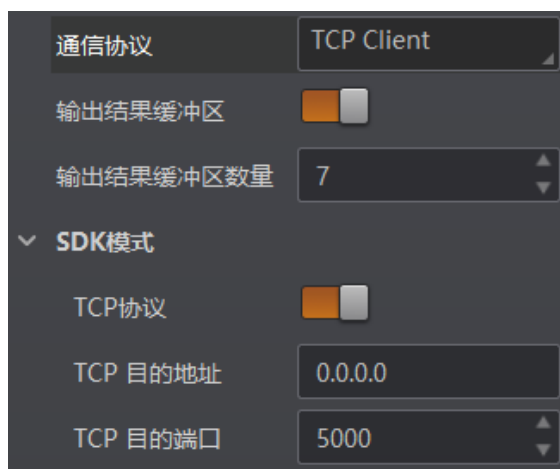 通信协议 TCP Client
输出结果缓冲区
输出结果缓冲区数量 7
SDK模式
TCP协议
TCP 目的地址 0.0.0.0
TCP 目的端口 5000